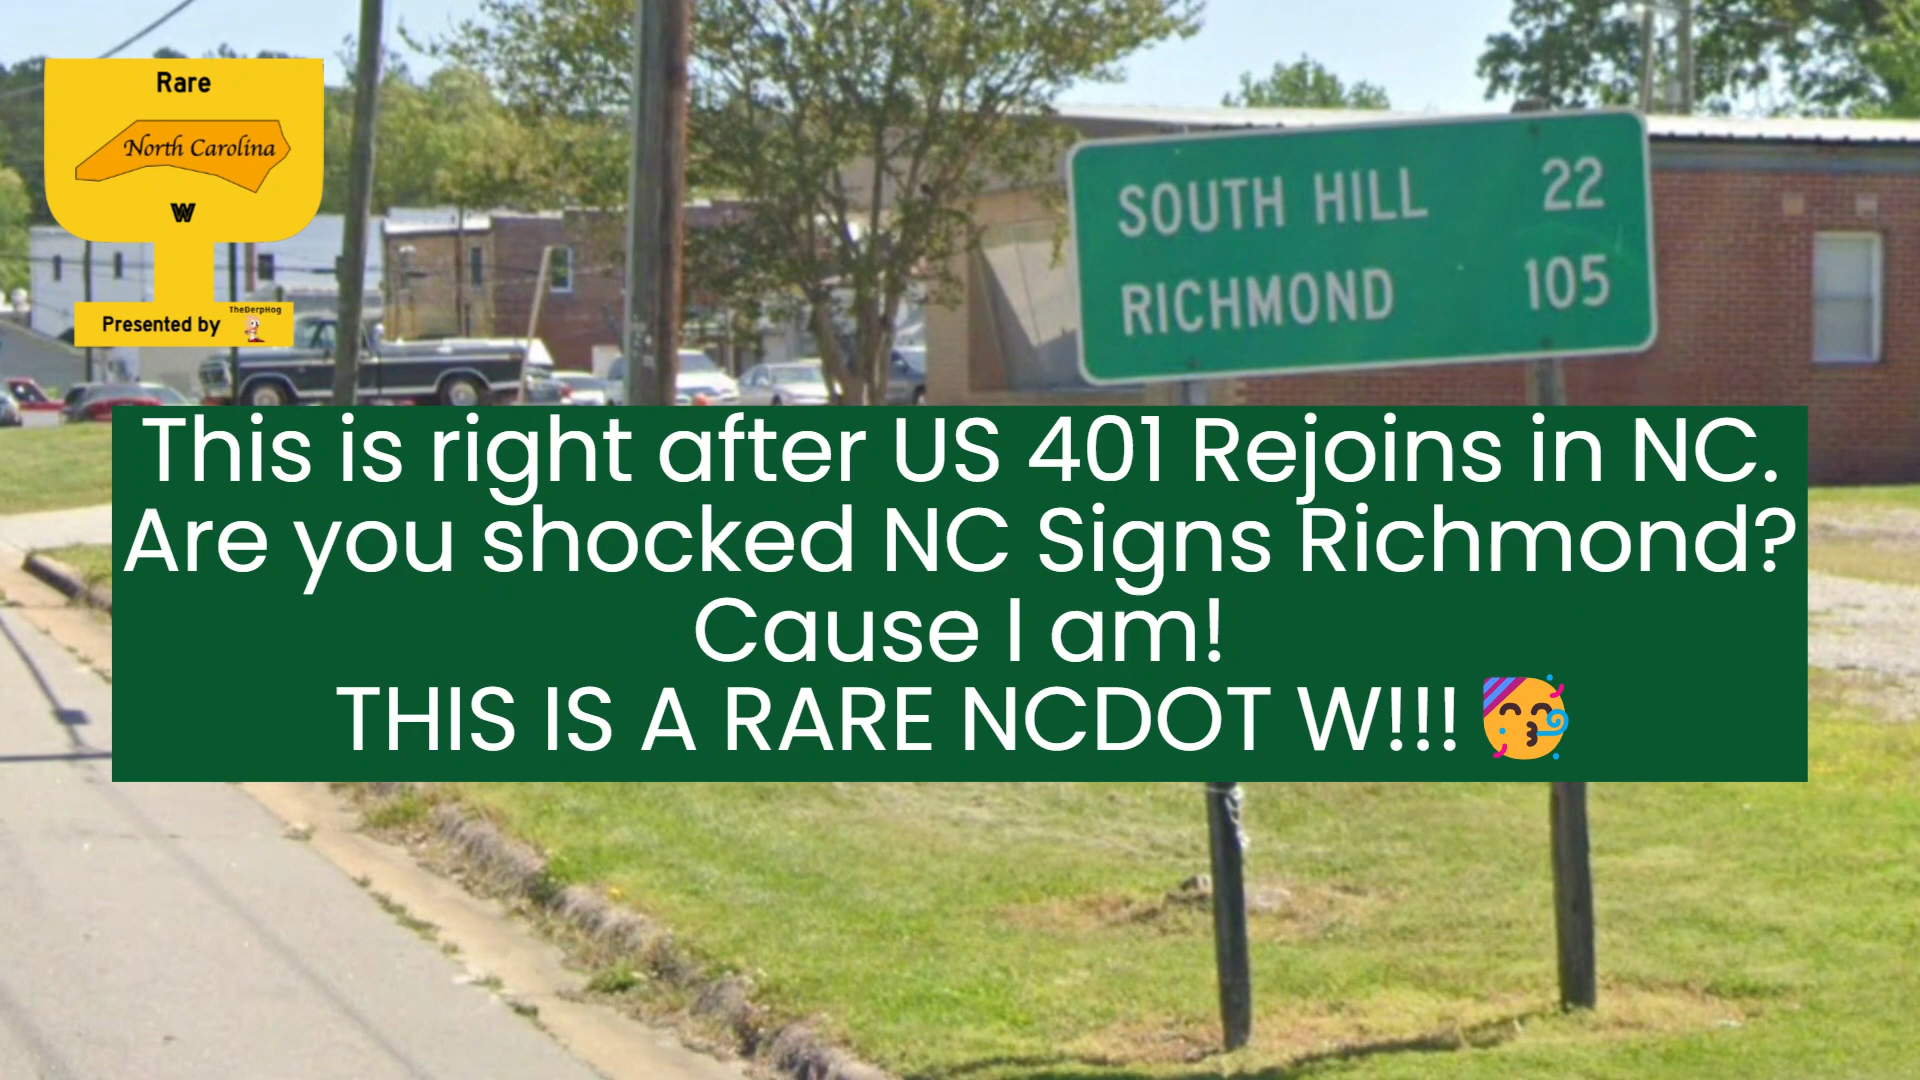 Rare
North Carolina
W
Presented by
TheDerpHog
SOUTH HILL 22
RICHMOND 105
This is right after US 401 Rejoins in NC.
Are you shocked NC Signs Richmond?
Cause I am!
THIS IS A RARE NCDOT W!!! 🥳